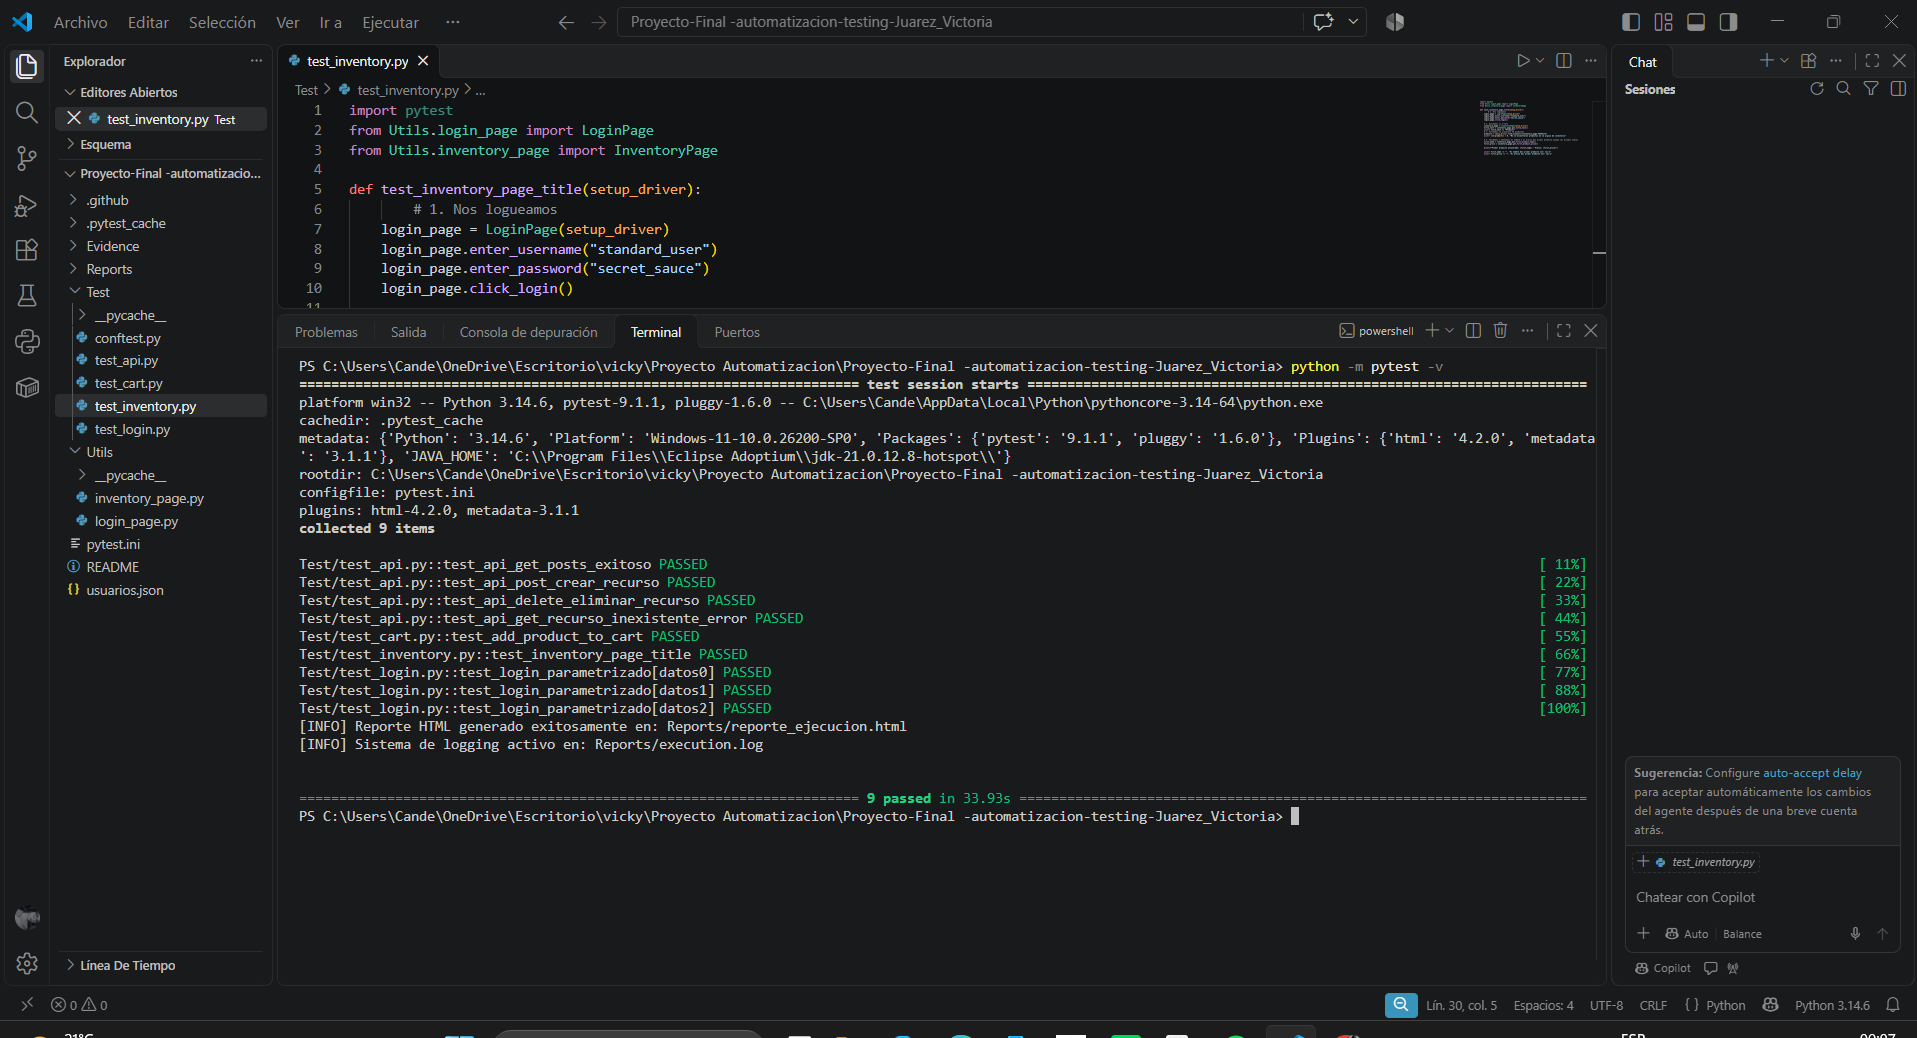 Archivo Editar Selección Ver Ir a Ejecutar ···
Proyecto-Final -automatizacion-testing-Juarez_Victoria
Explorador ···
Editores Abiertos
test_inventory.py Test
Esquema
Proyecto-Final -automatizacio...
.github
.pytest_cache
Evidence
Reports
Test
__pycache__
conftest.py
test_api.py
test_cart.py
test_inventory.py
test_login.py
Utils
__pycache__
inventory_page.py
login_page.py
pytest.ini
README
usuarios.json
Línea De Tiempo
test_inventory.py
Test > test_inventory.py > ...
1 import pytest
2 from Utils.login_page import LoginPage
3 from Utils.inventory_page import InventoryPage
4
5 def test_inventory_page_title(setup_driver):
6 # 1. Nos logueamos
7 login_page = LoginPage(setup_driver)
8 login_page.enter_username("standard_user")
9 login_page.enter_password("secret_sauce")
10 login_page.click_login()
11
Problemas Salida Consola de depuración Terminal Puertos
powershell
PS C:\Users\Cande\OneDrive\Escritorio\vicky\Proyecto Automatizacion\Proyecto-Final -automatizacion-testing-Juarez_Victoria> python -m pytest -v
====================================================================== test session starts ======================================================================
platform win32 -- Python 3.14.6, pytest-9.1.1, pluggy-1.6.0 -- C:\Users\Cande\AppData\Local\Python\pythoncore-3.14-64\python.exe
cachedir: .pytest_cache
metadata: {'Python': '3.14.6', 'Platform': 'Windows-11-10.0.26200-SP0', 'Packages': {'pytest': '9.1.1', 'pluggy': '1.6.0'}, 'Plugins': {'html': '4.2.0', 'metadata
': '3.1.1'}, 'JAVA_HOME': 'C:\\Program Files\\Eclipse Adoptium\\jdk-21.0.12.8-hotspot\\'}
rootdir: C:\Users\Cande\OneDrive\Escritorio\vicky\Proyecto Automatizacion\Proyecto-Final -automatizacion-testing-Juarez_Victoria
configfile: pytest.ini
plugins: html-4.2.0, metadata-3.1.1
collected 9 items
Test/test_api.py::test_api_get_posts_exitoso PASSED [ 11%]
Test/test_api.py::test_api_post_crear_recurso PASSED [ 22%]
Test/test_api.py::test_api_delete_eliminar_recurso PASSED [ 33%]
Test/test_api.py::test_api_get_recurso_inexistente_error PASSED [ 44%]
Test/test_cart.py::test_add_product_to_cart PASSED [ 55%]
Test/test_inventory.py::test_inventory_page_title PASSED [ 66%]
Test/test_login.py::test_login_parametrizado[datos0] PASSED [ 77%]
Test/test_login.py::test_login_parametrizado[datos1] PASSED [ 88%]
Test/test_login.py::test_login_parametrizado[datos2] PASSED [100%]
[INFO] Reporte HTML generado exitosamente en: Reports/reporte_ejecucion.html
[INFO] Sistema de logging activo en: Reports/execution.log
====================================================================== 9 passed in 33.93s =======================================================================
PS C:\Users\Cande\OneDrive\Escritorio\vicky\Proyecto Automatizacion\Proyecto-Final -automatizacion-testing-Juarez_Victoria>
Chat
Sesiones
Sugerencia: Configure auto-accept delay
para aceptar automáticamente los cambios
del agente después de una breve cuenta
atrás.
test_inventory.py
Chatear con Copilot
Auto Balance
Copilot
0 0
Lín. 30, col. 5 Espacios: 4 UTF-8 CRLF {} Python Python 3.14.6